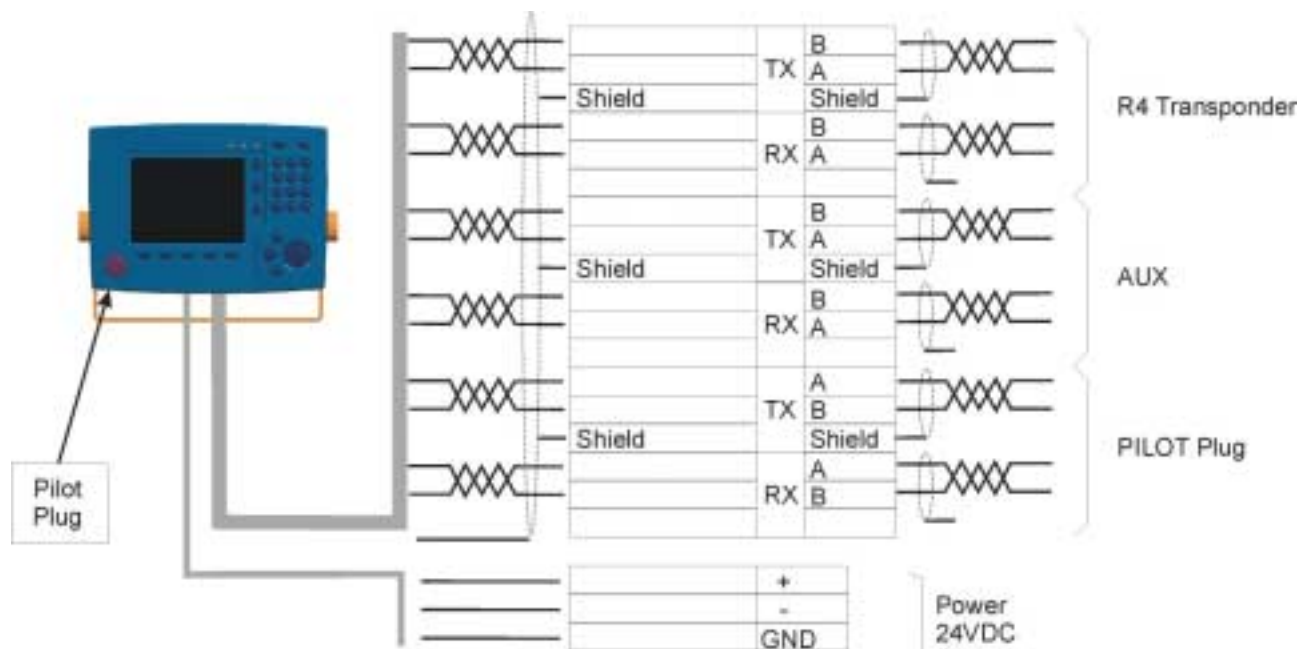 B
TX A
Shield Shield
R4 Transponder
B
RX A
B
TX A
Shield Shield
AUX
B
RX A
A
TX B
Shield Shield
PILOT Plug
A
RX B
Pilot
Plug
+
-
GND
Power
24VDC